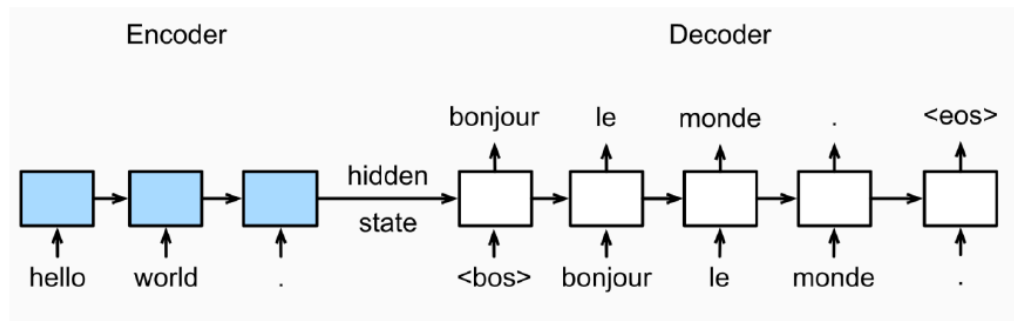 Encoder Decoder
bonjour le monde . <eos>
hidden
state
hello world . <bos> bonjour le monde .